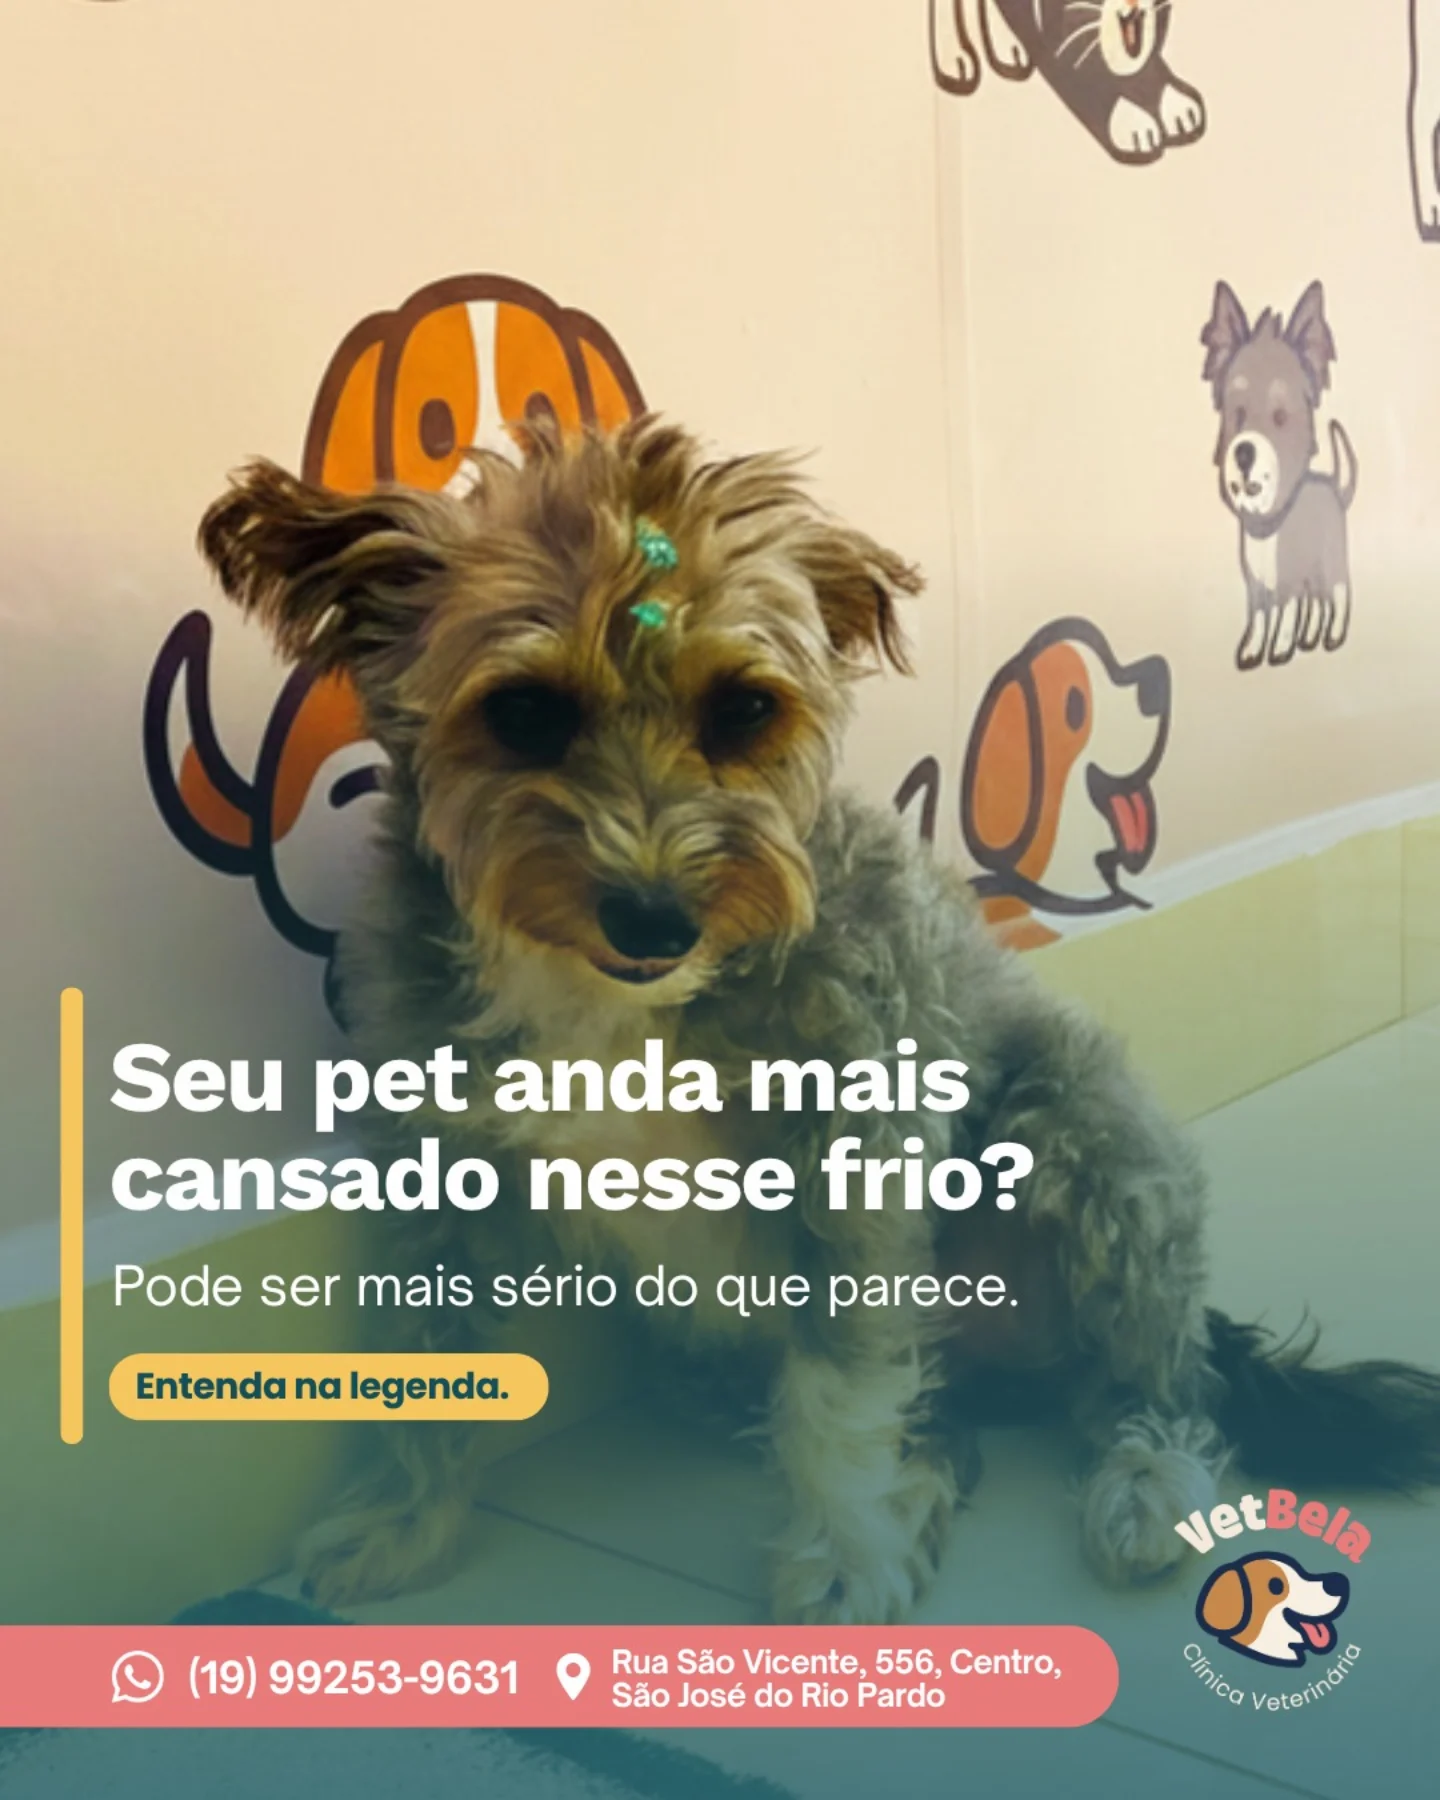 Seu pet anda mais
cansado nesse frio?
Pode ser mais sério do que parece.
Entenda na legenda.
VetBela
Clínica Veterinária
(19) 99253-9631
Rua São Vicente, 556, Centro,
São José do Rio Pardo